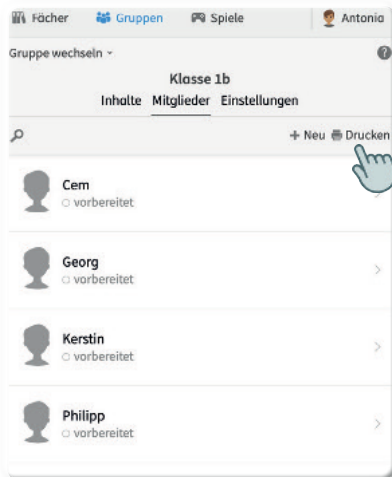 Fächer Gruppen Spiele Antonia
Gruppe wechseln
Klasse 1b
Inhalte Mitglieder Einstellungen
+ Neu Drucken
Cem
vorbereitet
Georg
vorbereitet
Kerstin
vorbereitet
Philipp
vorbereitet